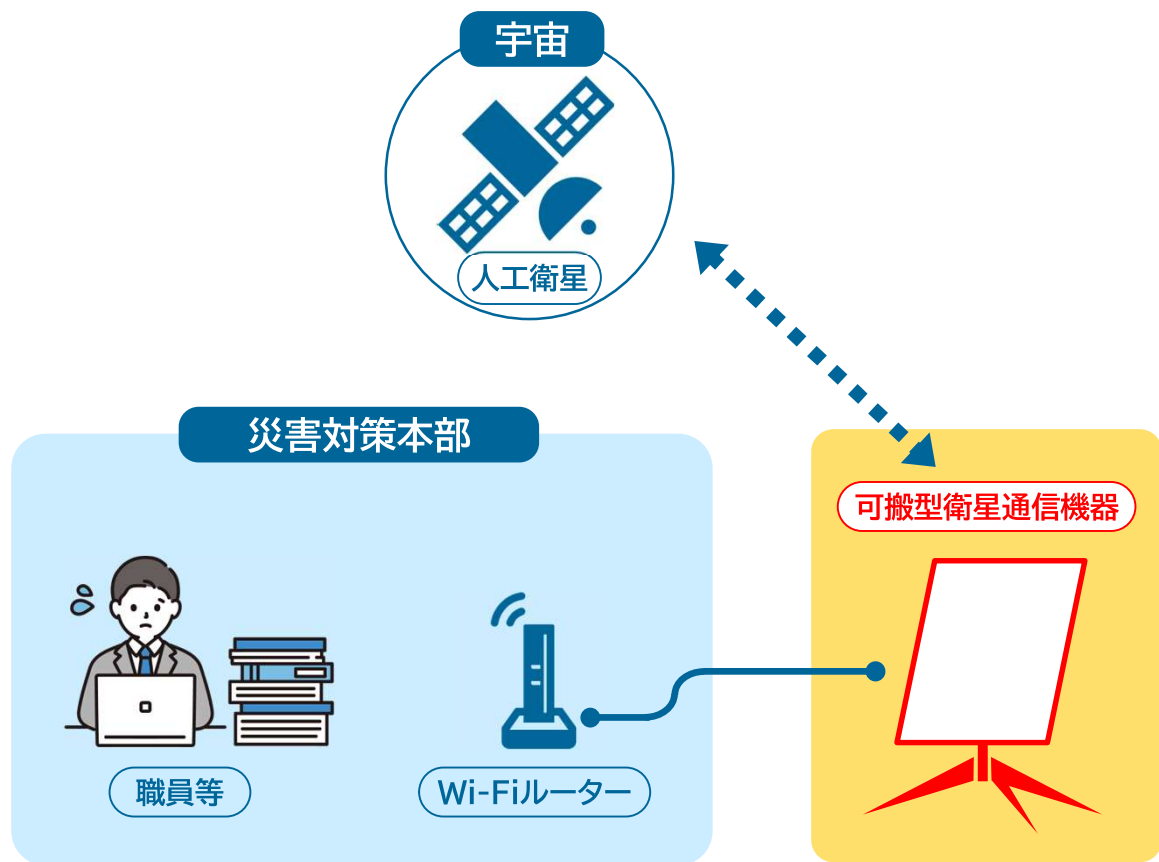 宇宙
人工衛星
災害対策本部
可搬型衛星通信機器
職員等
Wi-Fiルーター